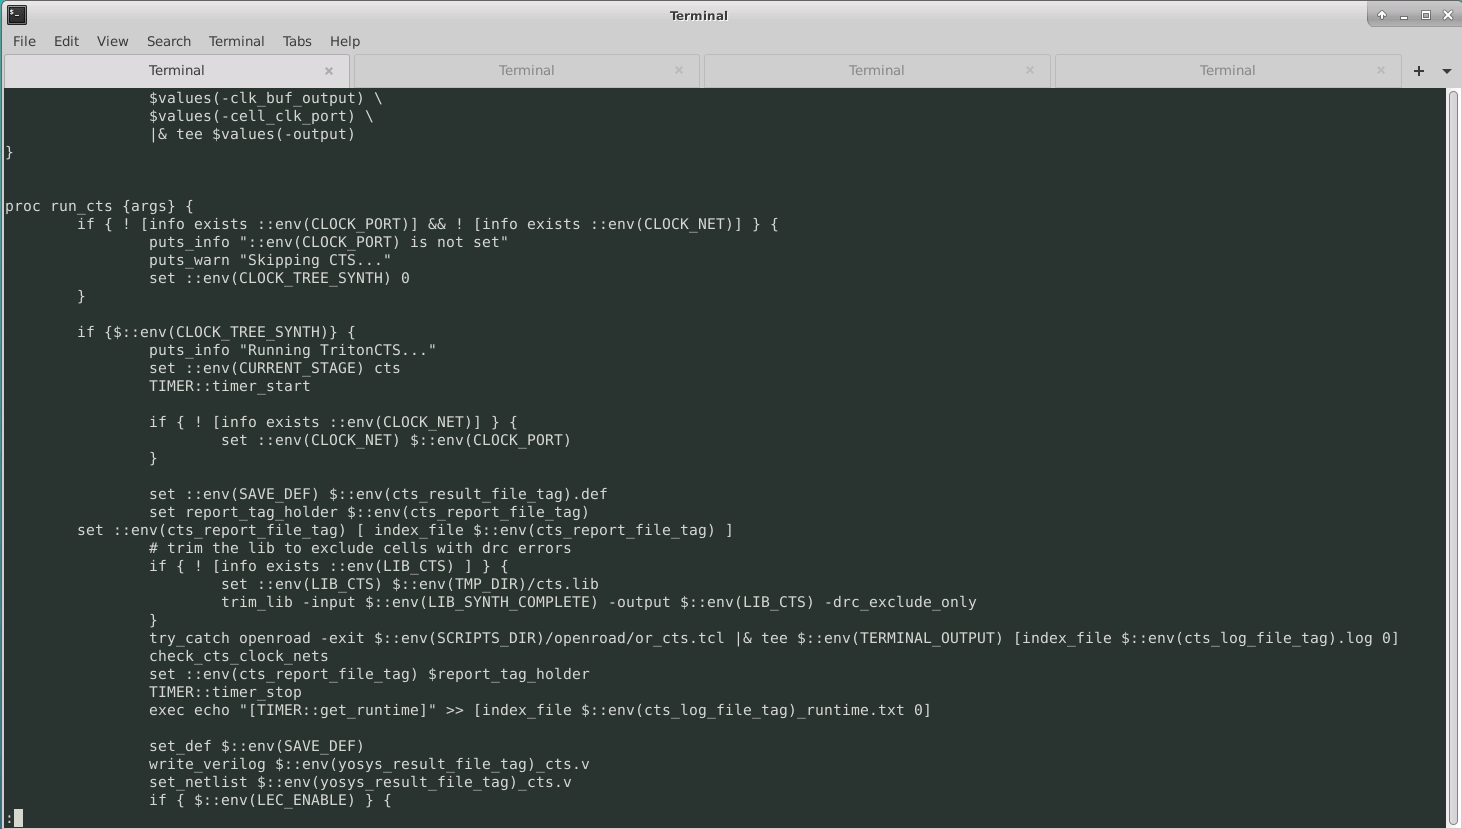 Terminal
File Edit View Search Terminal Tabs Help
Terminal × Terminal × Terminal × Terminal × +
                $values(-clk_buf_output) \
                $values(-cell_clk_port) \
                |& tee $values(-output)
}
proc run_cts {args} {
        if { ! [info exists ::env(CLOCK_PORT)] && ! [info exists ::env(CLOCK_NET)] } {
                puts_info "::env(CLOCK_PORT) is not set"
                puts_warn "Skipping CTS..."
                set ::env(CLOCK_TREE_SYNTH) 0
        }
        if {$::env(CLOCK_TREE_SYNTH)} {
                puts_info "Running TritonCTS..."
                set ::env(CURRENT_STAGE) cts
                TIMER::timer_start
                if { ! [info exists ::env(CLOCK_NET)] } {
                        set ::env(CLOCK_NET) $::env(CLOCK_PORT)
                }
                set ::env(SAVE_DEF) $::env(cts_result_file_tag).def
                set report_tag_holder $::env(cts_report_file_tag)
        set ::env(cts_report_file_tag) [ index_file $::env(cts_report_file_tag) ]
                # trim the lib to exclude cells with drc errors
                if { ! [info exists ::env(LIB_CTS) ] } {
                        set ::env(LIB_CTS) $::env(TMP_DIR)/cts.lib
                        trim_lib -input $::env(LIB_SYNTH_COMPLETE) -output $::env(LIB_CTS) -drc_exclude_only
                }
                try_catch openroad -exit $::env(SCRIPTS_DIR)/openroad/or_cts.tcl |& tee $::env(TERMINAL_OUTPUT) [index_file $::env(cts_log_file_tag).log 0]
                check_cts_clock_nets
                set ::env(cts_report_file_tag) $report_tag_holder
                TIMER::timer_stop
                exec echo "[TIMER::get_runtime]" >> [index_file $::env(cts_log_file_tag)_runtime.txt 0]
                set_def $::env(SAVE_DEF)
                write_verilog $::env(yosys_result_file_tag)_cts.v
                set_netlist $::env(yosys_result_file_tag)_cts.v
                if { $::env(LEC_ENABLE) } {
: